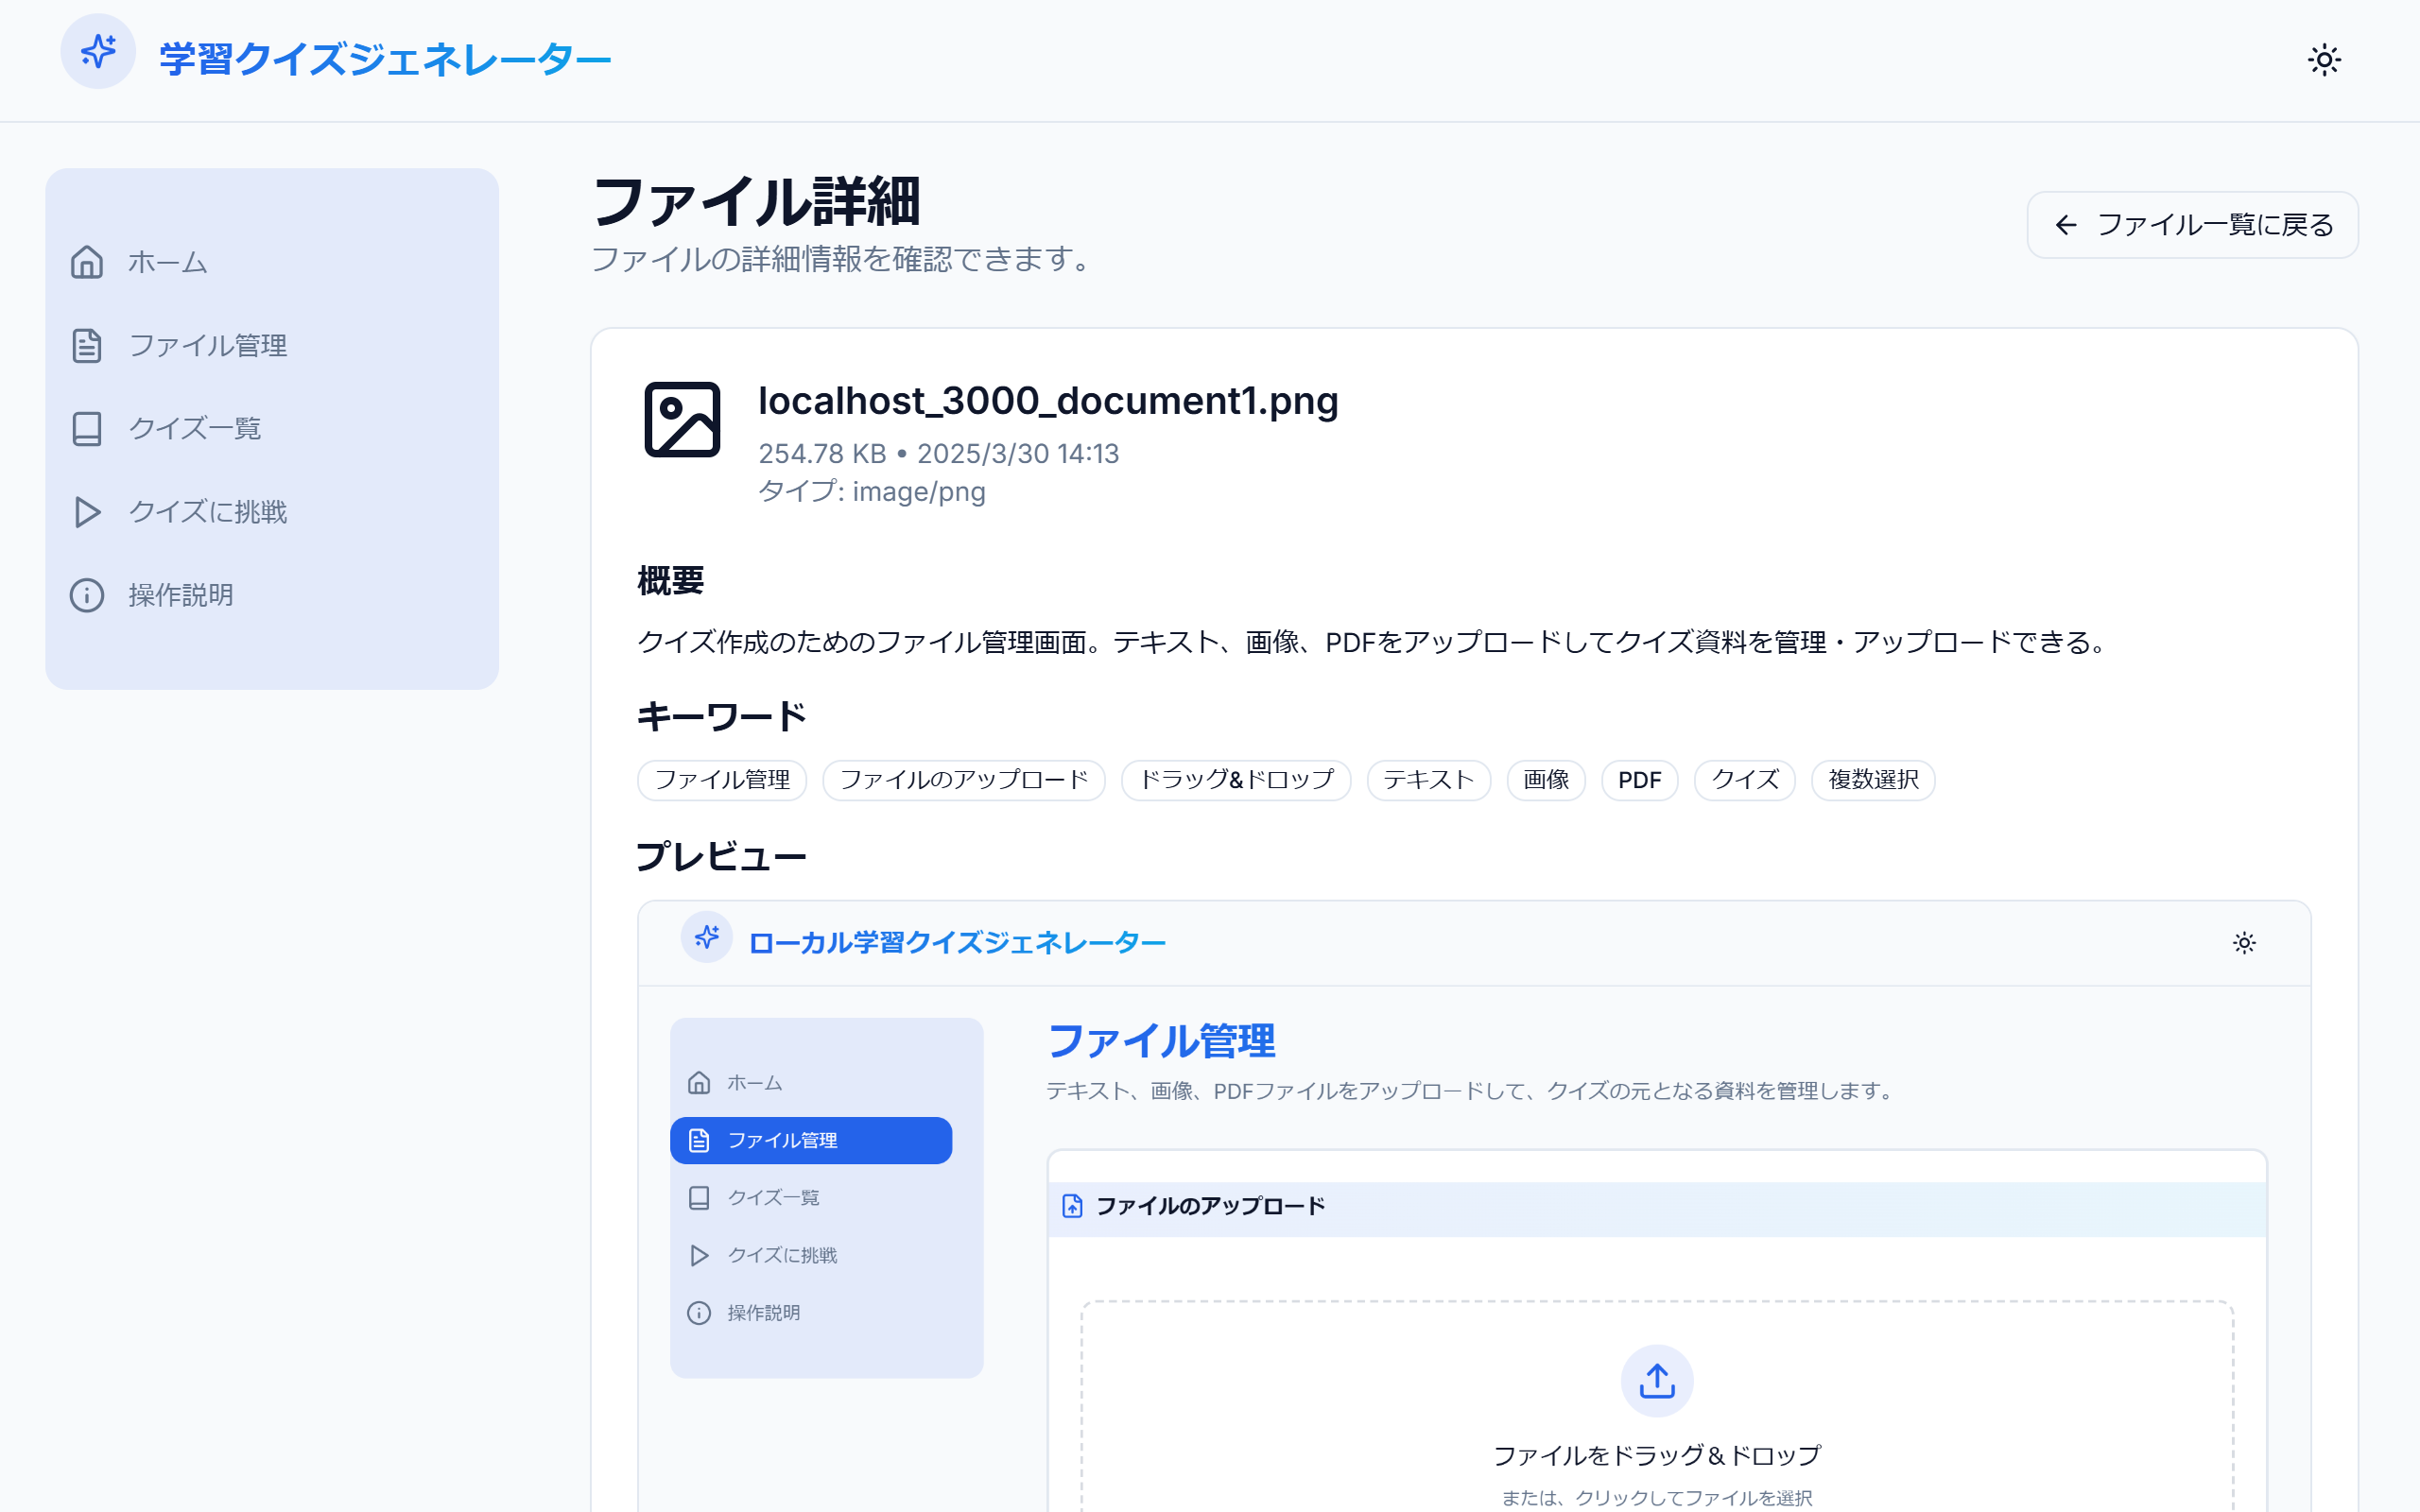 学習クイズジェネレーター
ホーム
ファイル管理
クイズ一覧
クイズに挑戦
操作説明
ファイル詳細
ファイルの詳細情報を確認できます。
ファイル一覧に戻る
localhost_3000_document1.png
254.78 KB • 2025/3/30 14:13
タイプ: image/png
概要
クイズ作成のためのファイル管理画面。テキスト、画像、PDFをアップロードしてクイズ資料を管理・アップロードできる。
キーワード
ファイル管理 ファイルのアップロード ドラッグ&ドロップ テキスト 画像 PDF クイズ 複数選択
プレビュー
ローカル学習クイズジェネレーター
ホーム
ファイル管理
クイズ一覧
クイズに挑戦
操作説明
ファイル管理
テキスト、画像、PDFファイルをアップロードして、クイズの元となる資料を管理します。
ファイルのアップロード
ファイルをドラッグ＆ドロップ
または、クリックしてファイルを選択